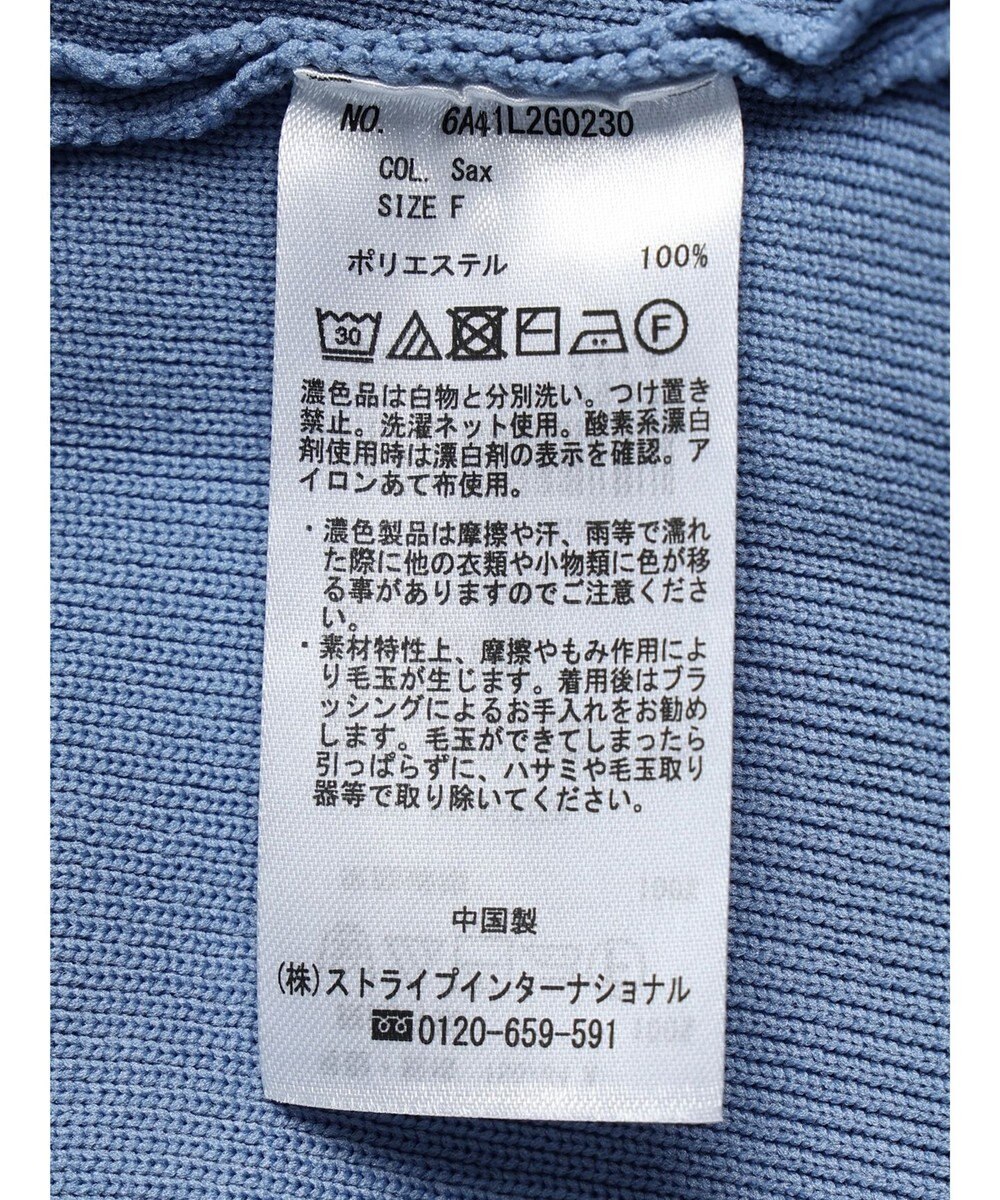 NO. 6A41L2G0230
COL. Sax
SIZE F
ポリエステル 100%
30 F
濃色品は白物と分別洗い。つけ置き
禁止。洗濯ネット使用。酸素系漂白
剤使用時は漂白剤の表示を確認。ア
イロンあて布使用。
・濃色製品は摩擦や汗、雨等で濡れ
た際に他の衣類や小物類に色が移
る事がありますのでご注意くださ
い。
・素材特性上、摩擦やもみ作用によ
り毛玉が生じます。着用後はブラ
ッシングによるお手入れをお勧め
します。毛玉ができてしまったら
引っぱらずに、ハサミや毛玉取り
器等で取り除いてください。
中国製
(株)ストライプインターナショナル
0120-659-591